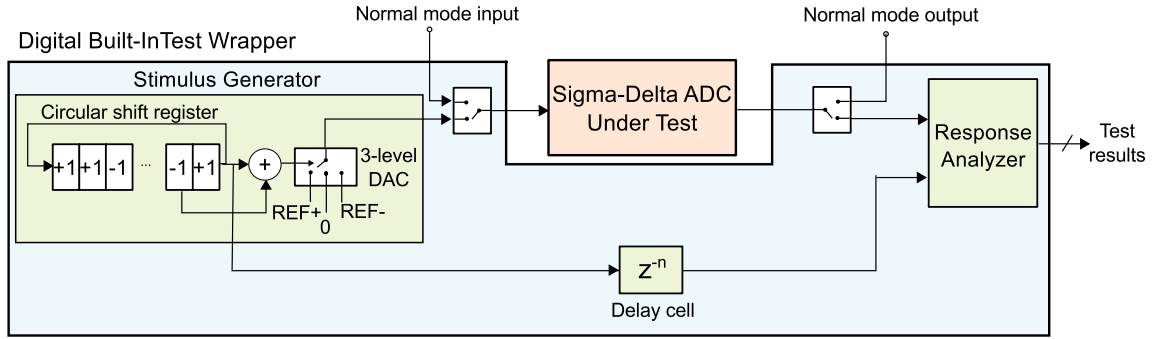 Normal mode input
Normal mode output
Digital Built-InTest Wrapper
Stimulus Generator
Circular shift register
+1 +1 -1 ... -1 +1
+
3-level
DAC
REF+
0
REF-
Sigma-Delta ADC
Under Test
Response
Analyzer
Test
results
z-n
Delay cell